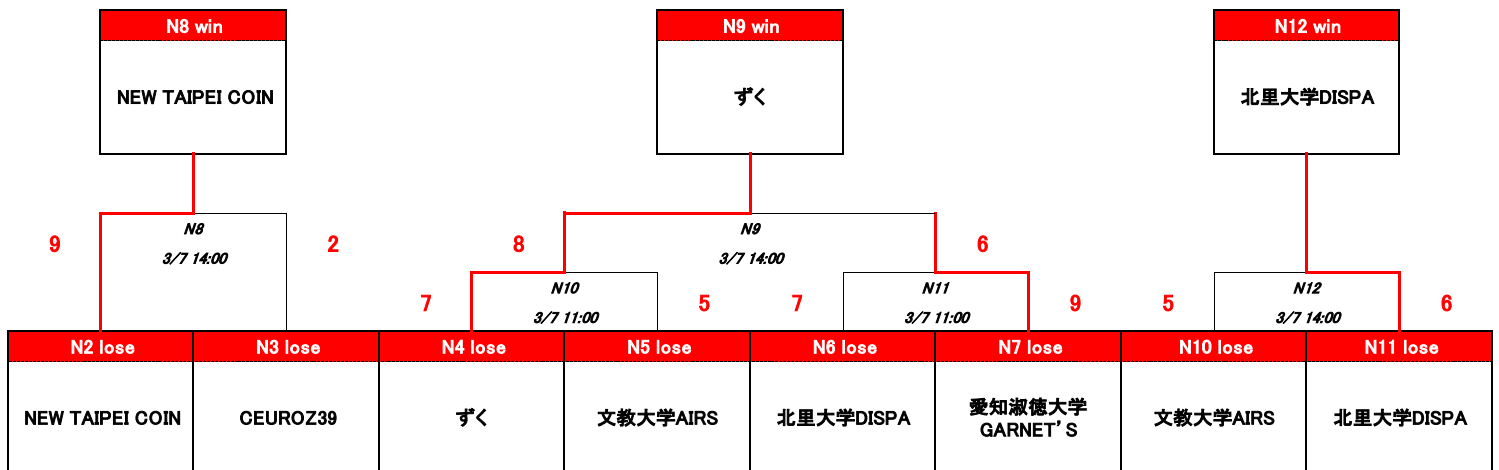 N8 win
N9 win
N12 win
NEW TAIPEI COIN
ずく
北里大学DISPA
N8
N9
9
2
8
6
3/7 14:00
3/7 14:00
N10
N11
N12
7
5
7
9
5
6
3/7 11:00
3/7 11:00
3/7 14:00
N2 lose
N3 lose
N4 lose
N5 lose
N6 lose
N7 lose
N10 lose
N11 lose
NEW TAIPEI COIN
CEUROZ39
ずく
文教大学AIRS
北里大学DISPA
愛知淑徳大学
GARNET'S
文教大学AIRS
北里大学DISPA